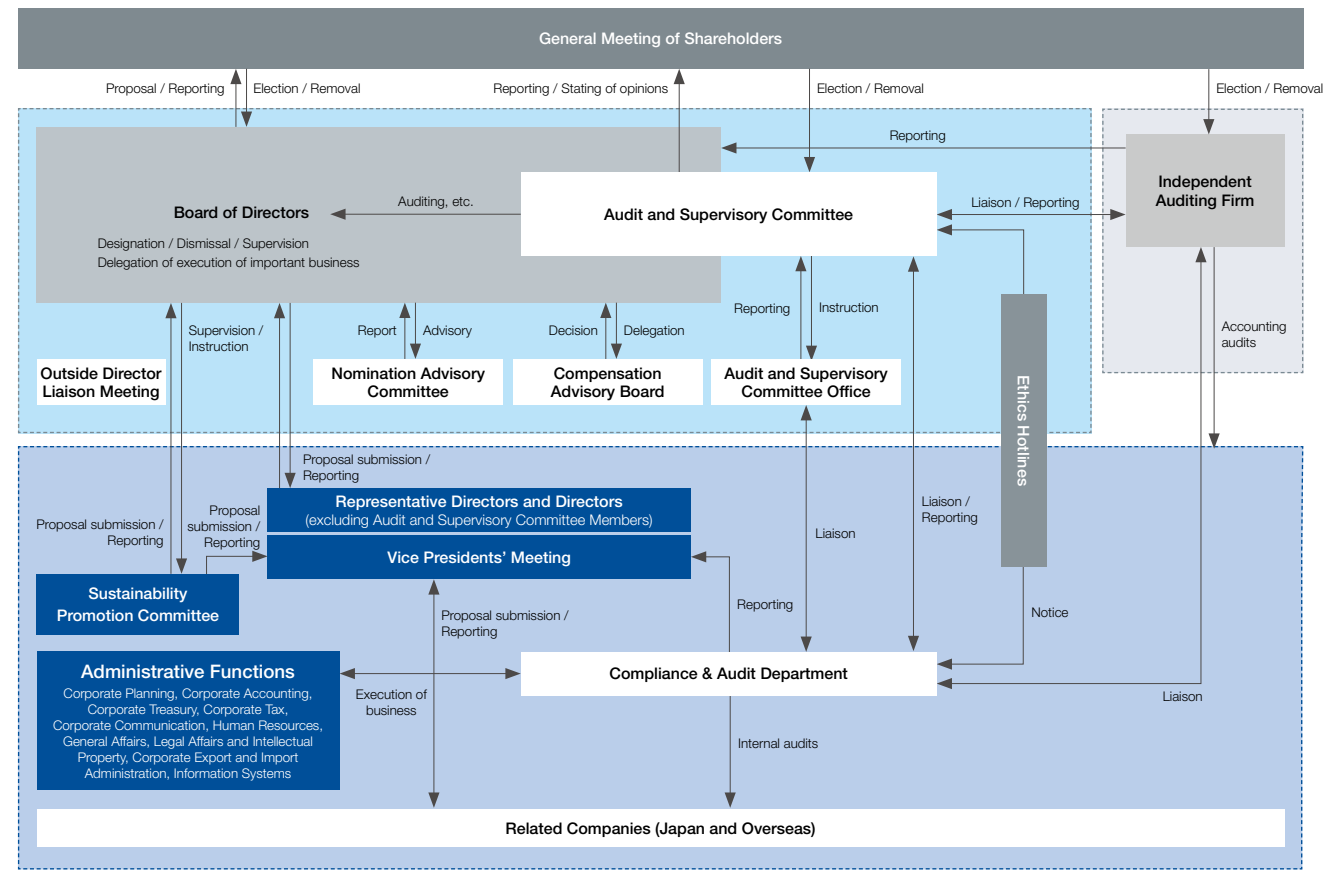 General Meeting of Shareholders
Proposal / Reporting
Election / Removal
Reporting / Stating of opinions
Election / Removal
Election / Removal
Reporting
Independent
Auditing Firm
Board of Directors
Auditing, etc.
Audit and Supervisory Committee
Liaison / Reporting
Designation / Dismissal / Supervision
Delegation of execution of important business
Supervision /
Instruction
Report
Advisory
Decision
Delegation
Reporting
Instruction
Accounting
audits
Outside Director
Liaison Meeting
Nomination Advisory
Committee
Compensation
Advisory Board
Audit and Supervisory
Committee Office
Ethics Hotlines
Proposal submission /
Reporting
Proposal submission /
Reporting
Proposal
submission /
Reporting
Representative Directors and Directors
(excluding Audit and Supervisory Committee Members)
Vice Presidents’ Meeting
Liaison
Liaison /
Reporting
Sustainability
Promotion Committee
Proposal submission /
Reporting
Reporting
Notice
Administrative Functions
Corporate Planning, Corporate Accounting,
Corporate Treasury, Corporate Tax,
Corporate Communication, Human Resources,
General Affairs, Legal Affairs and Intellectual
Property, Corporate Export and Import
Administration, Information Systems
Execution of
business
Compliance & Audit Department
Liaison
Internal audits
Related Companies (Japan and Overseas)